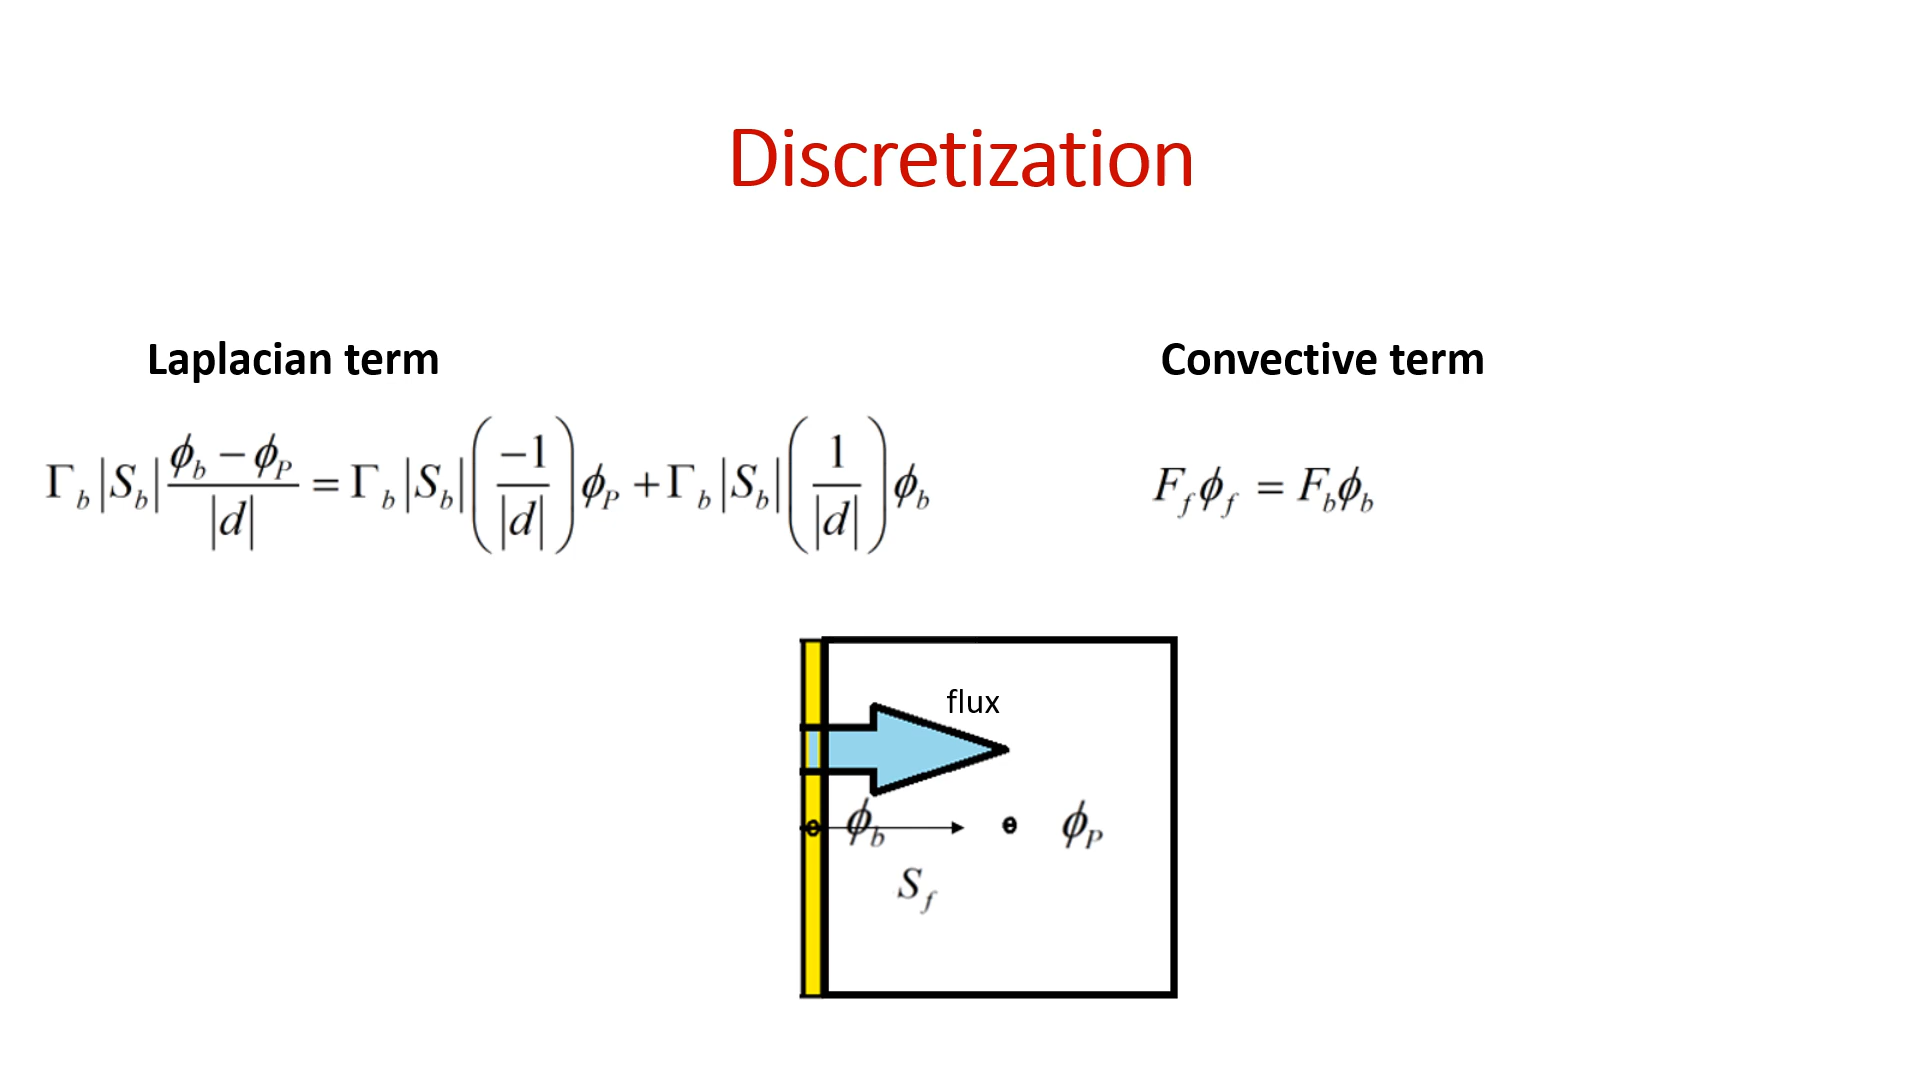 Discretization
Laplacian term
Γ_b |S_b| (ϕ_b − ϕ_P)/|d| = Γ_b |S_b| (−1/|d|) ϕ_P + Γ_b |S_b| (1/|d|) ϕ_b
Convective term
F_f ϕ_f = F_b ϕ_b
flux
ϕ_b
ϕ_P
S_f